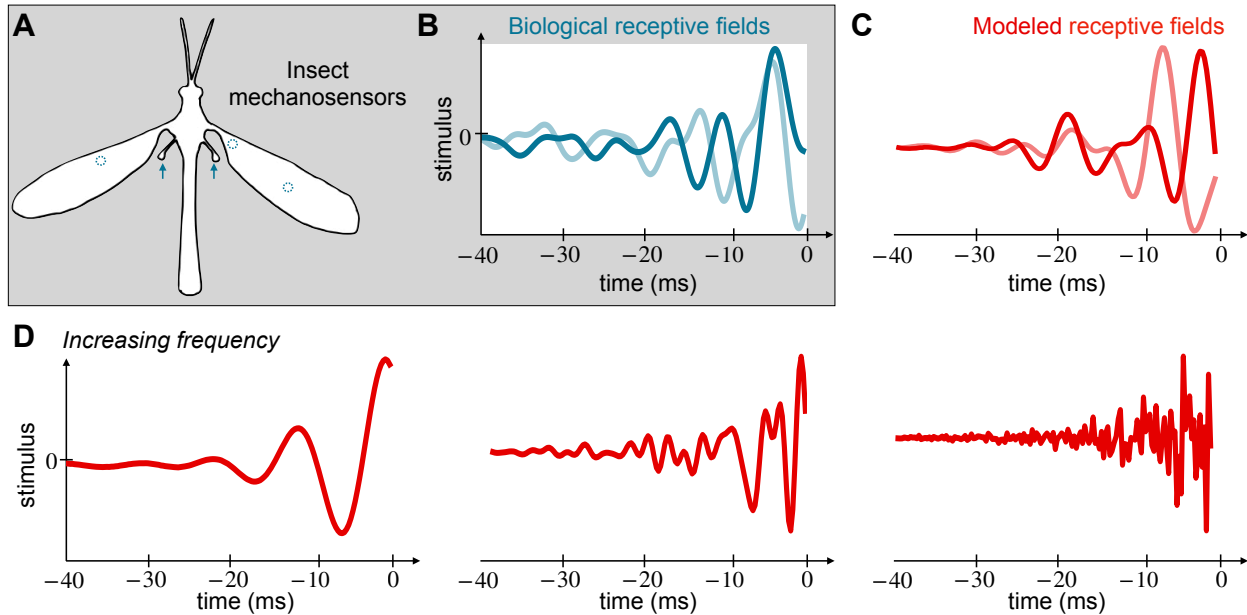 A
Insect
mechanosensors
B
Biological receptive fields
stimulus
0
−40
−30
−20
−10
0
time (ms)
C
Modeled receptive fields
−40
−30
−20
−10
0
time (ms)
D
Increasing frequency
stimulus
0
−40
−30
−20
−10
0
time (ms)
−40
−30
−20
−10
0
time (ms)
−40
−30
−20
−10
0
time (ms)